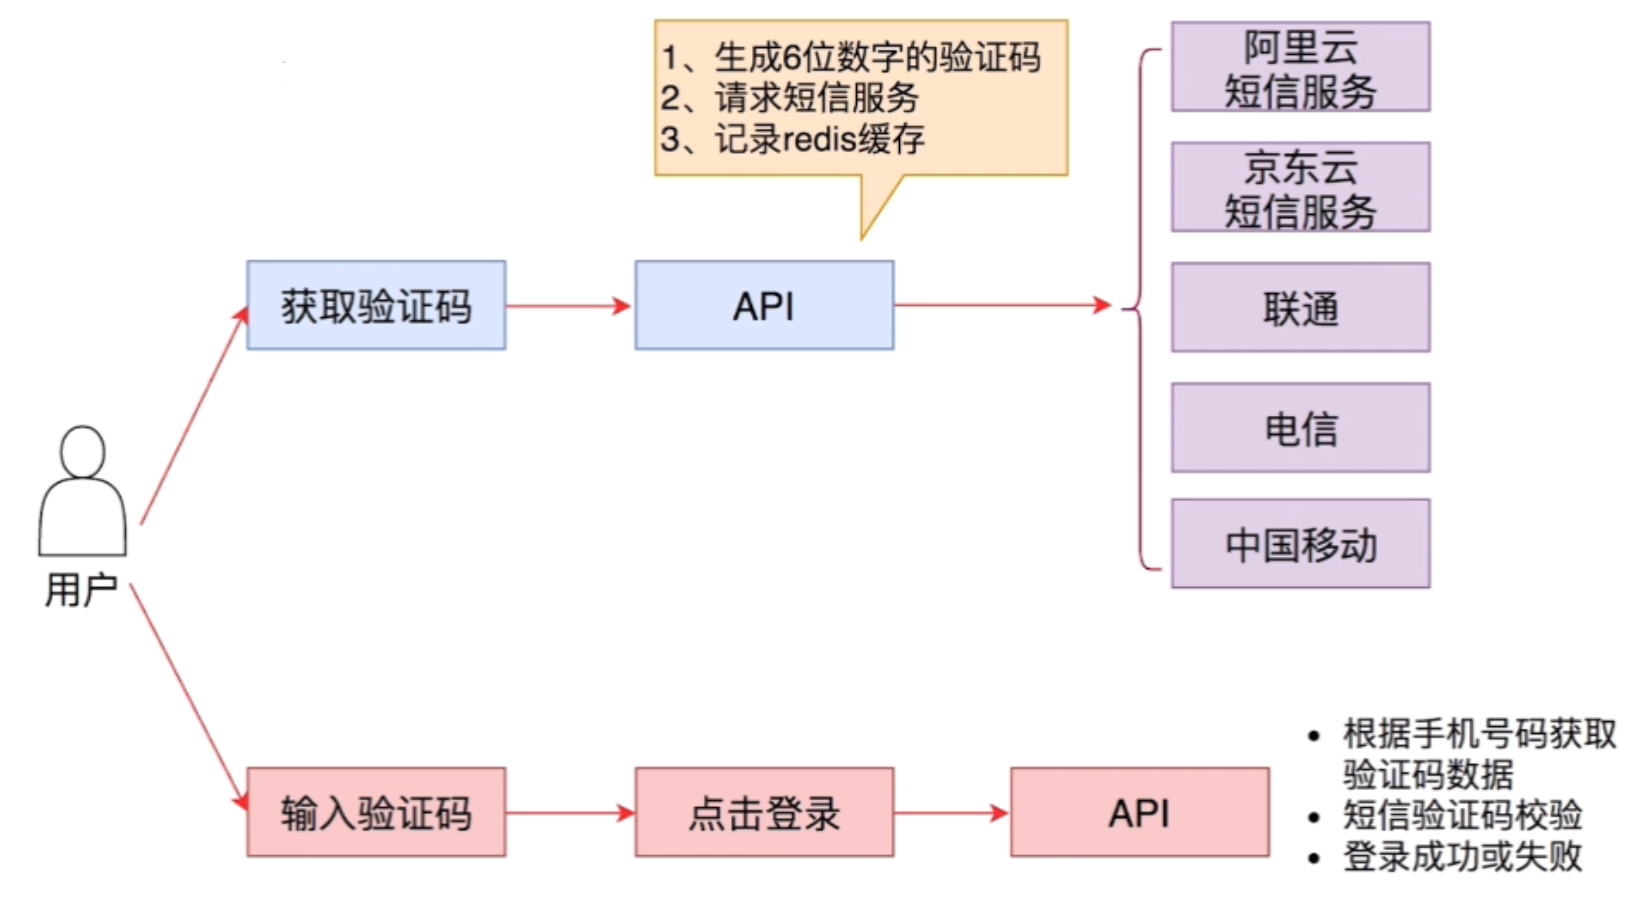 1、生成6位数字的验证码
2、请求短信服务
3、记录redis缓存
阿里云
短信服务
京东云
短信服务
获取验证码
API
联通
电信
中国移动
用户
输入验证码
点击登录
API
• 根据手机号码获取
验证码数据
• 短信验证码校验
• 登录成功或失败